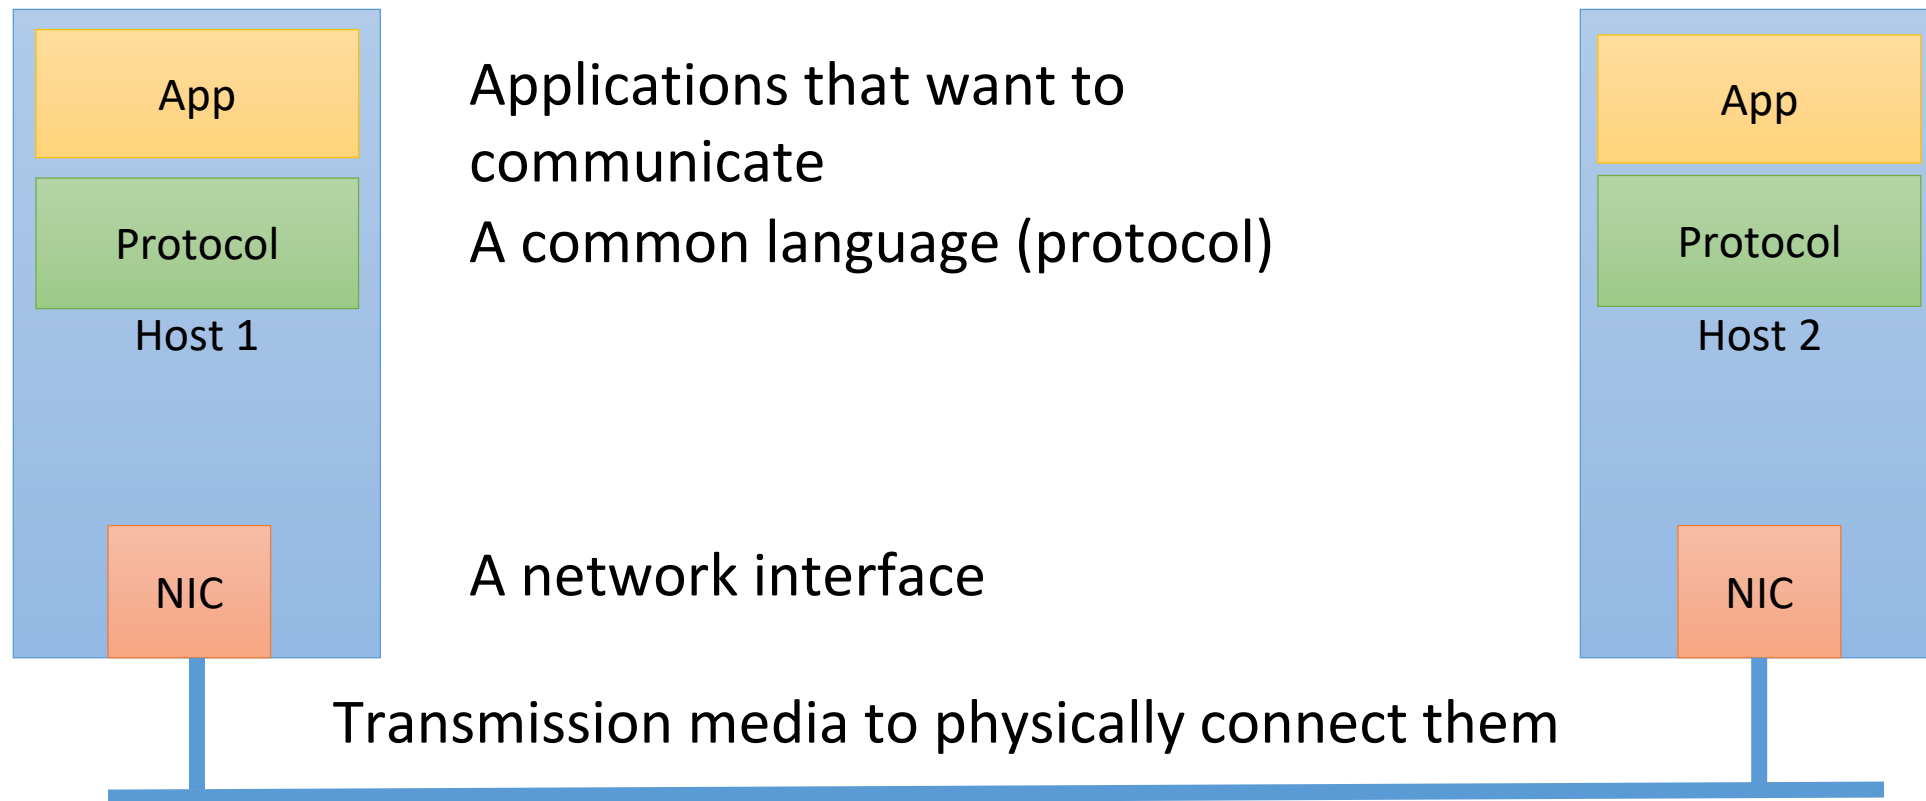 App
Applications that want to
communicate
App
Protocol
A common language (protocol)
Protocol
Host 1
Host 2
NIC
A network interface
NIC
Transmission media to physically connect them